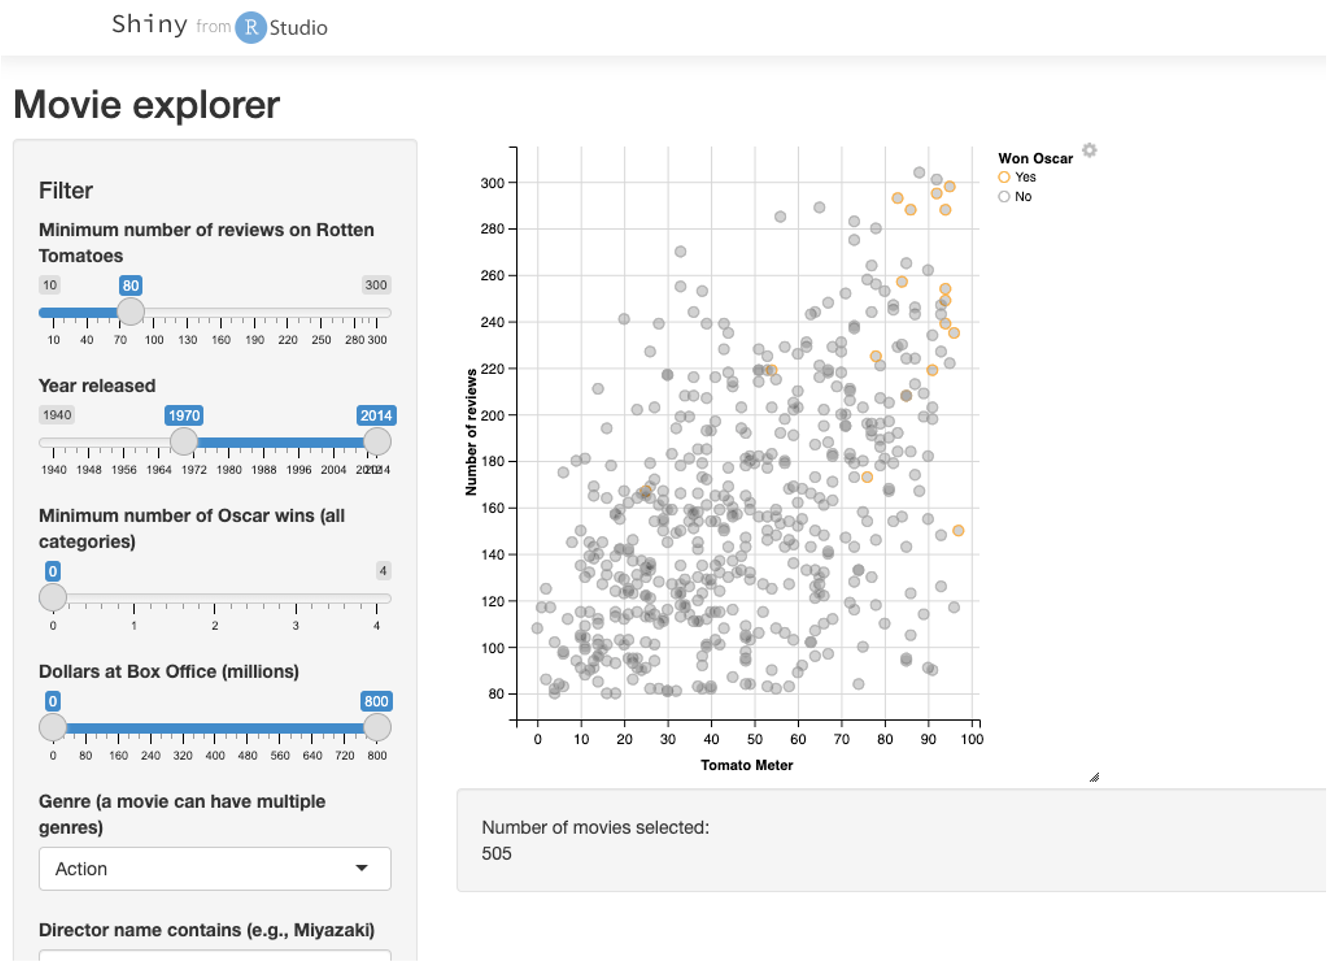 Shiny from R Studio
Movie explorer
Filter
Minimum number of reviews on Rotten
Tomatoes
10 80 300
10 40 70 100 130 160 190 220 250 280 300
Year released
1940 1970 2014
1940 1948 1956 1964 1972 1980 1988 1996 2004 2012 2014
Minimum number of Oscar wins (all
categories)
0 4
0 1 2 3 4
Dollars at Box Office (millions)
0 800
0 80 160 240 320 400 480 560 640 720 800
Genre (a movie can have multiple
genres)
Action
Director name contains (e.g., Miyazaki)
Number of reviews
300
280
260
240
220
200
180
160
140
120
100
80
0 10 20 30 40 50 60 70 80 90 100
Tomato Meter
Won Oscar
Yes
No
Number of movies selected:
505